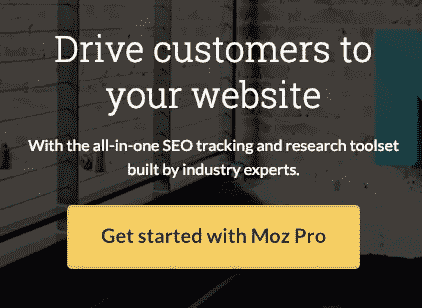 Drive customers to
your website
With the all-in-one SEO tracking and research toolset
built by industry experts.
Get started with Moz Pro